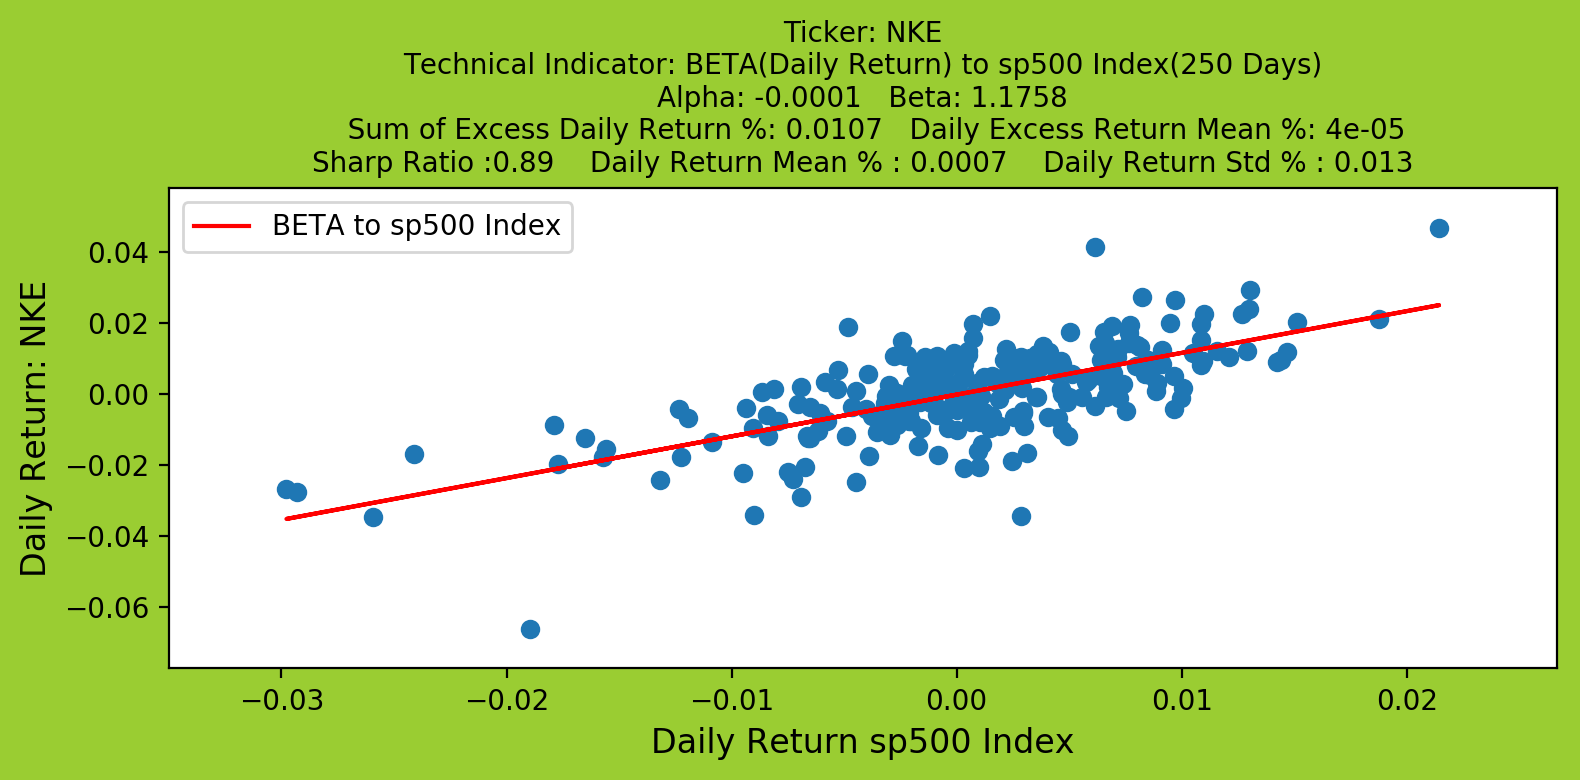 Ticker: NKE
Technical Indicator: BETA(Daily Return) to sp500 Index(250 Days)
Alpha: -0.0001   Beta: 1.1758
Sum of Excess Daily Return %: 0.0107   Daily Excess Return Mean %: 4e-05
Sharp Ratio :0.89    Daily Return Mean % : 0.0007    Daily Return Std % : 0.013
BETA to sp500 Index
Daily Return: NKE
0.04
0.02
0.00
−0.02
−0.04
−0.06
−0.03 −0.02 −0.01 0.00 0.01 0.02
Daily Return sp500 Index